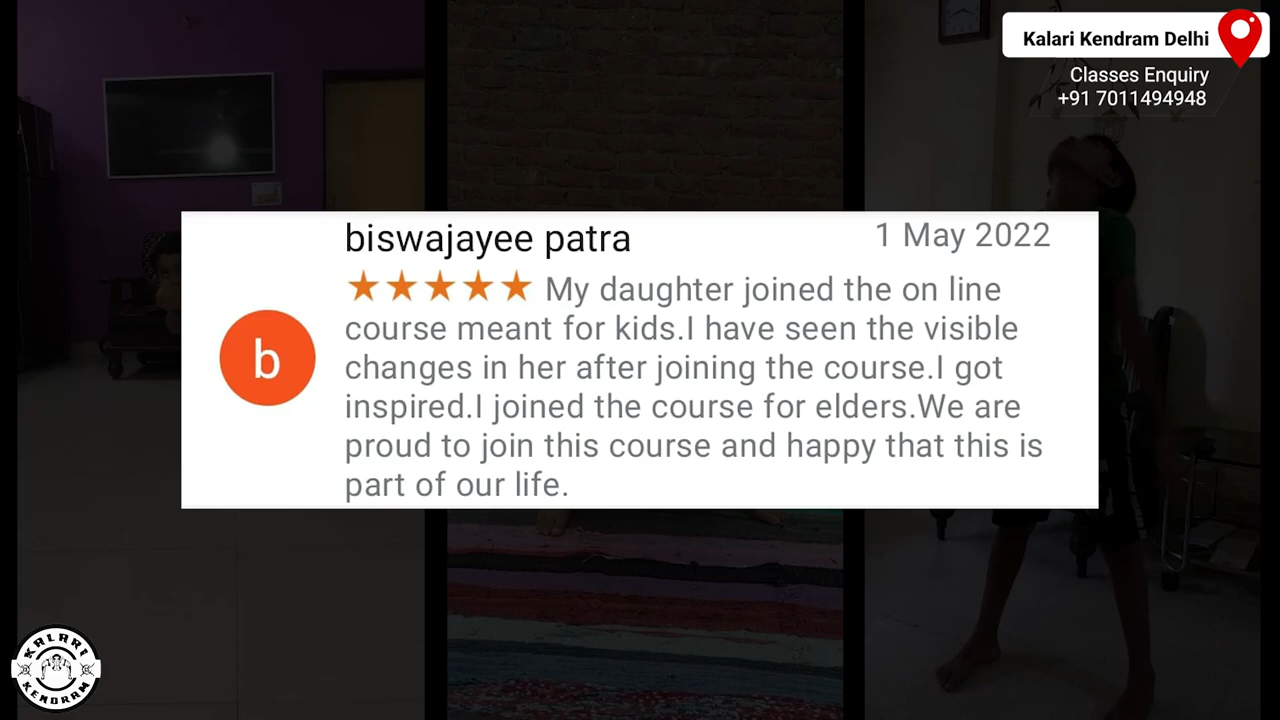 Kalari Kendram Delhi
Classes Enquiry
+91 7011494948
biswajayee patra
1 May 2022
★★★★★ My daughter joined the on line
course meant for kids.I have seen the visible
changes in her after joining the course.I got
inspired.I joined the course for elders.We are
proud to join this course and happy that this is
part of our life.
b
KALARI
KENDRAM